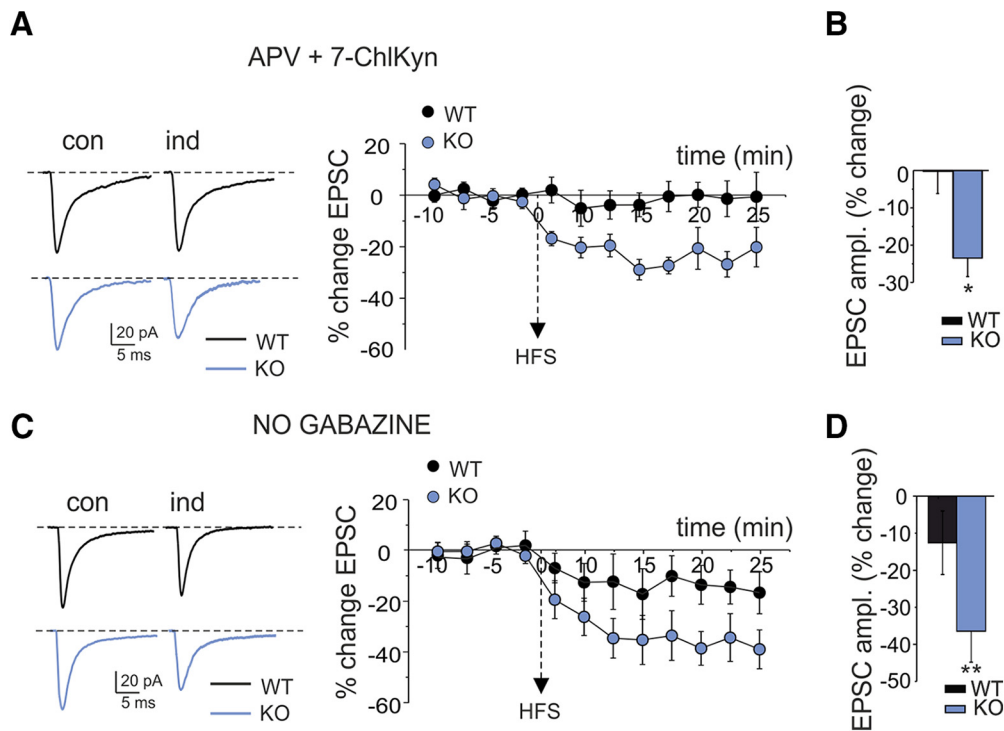 A
APV + 7-ChlKyn
con ind
20 pA
5 ms
WT
KO
WT
KO
% change EPSC
time (min)
20
0
-20
-40
-60
-10 -5 0 10 15 20 25
HFS
B
EPSC ampl. (% change)
0
-10
-20
-30
*
WT
KO
C
NO GABAZINE
con ind
20 pA
5 ms
WT
KO
WT
KO
% change EPSC
time (min)
20
0
-20
-40
-60
-10 -5 0 10 15 20 25
HFS
D
EPSC ampl. (% change)
0
-10
-20
-30
-40
-50
**
WT
KO